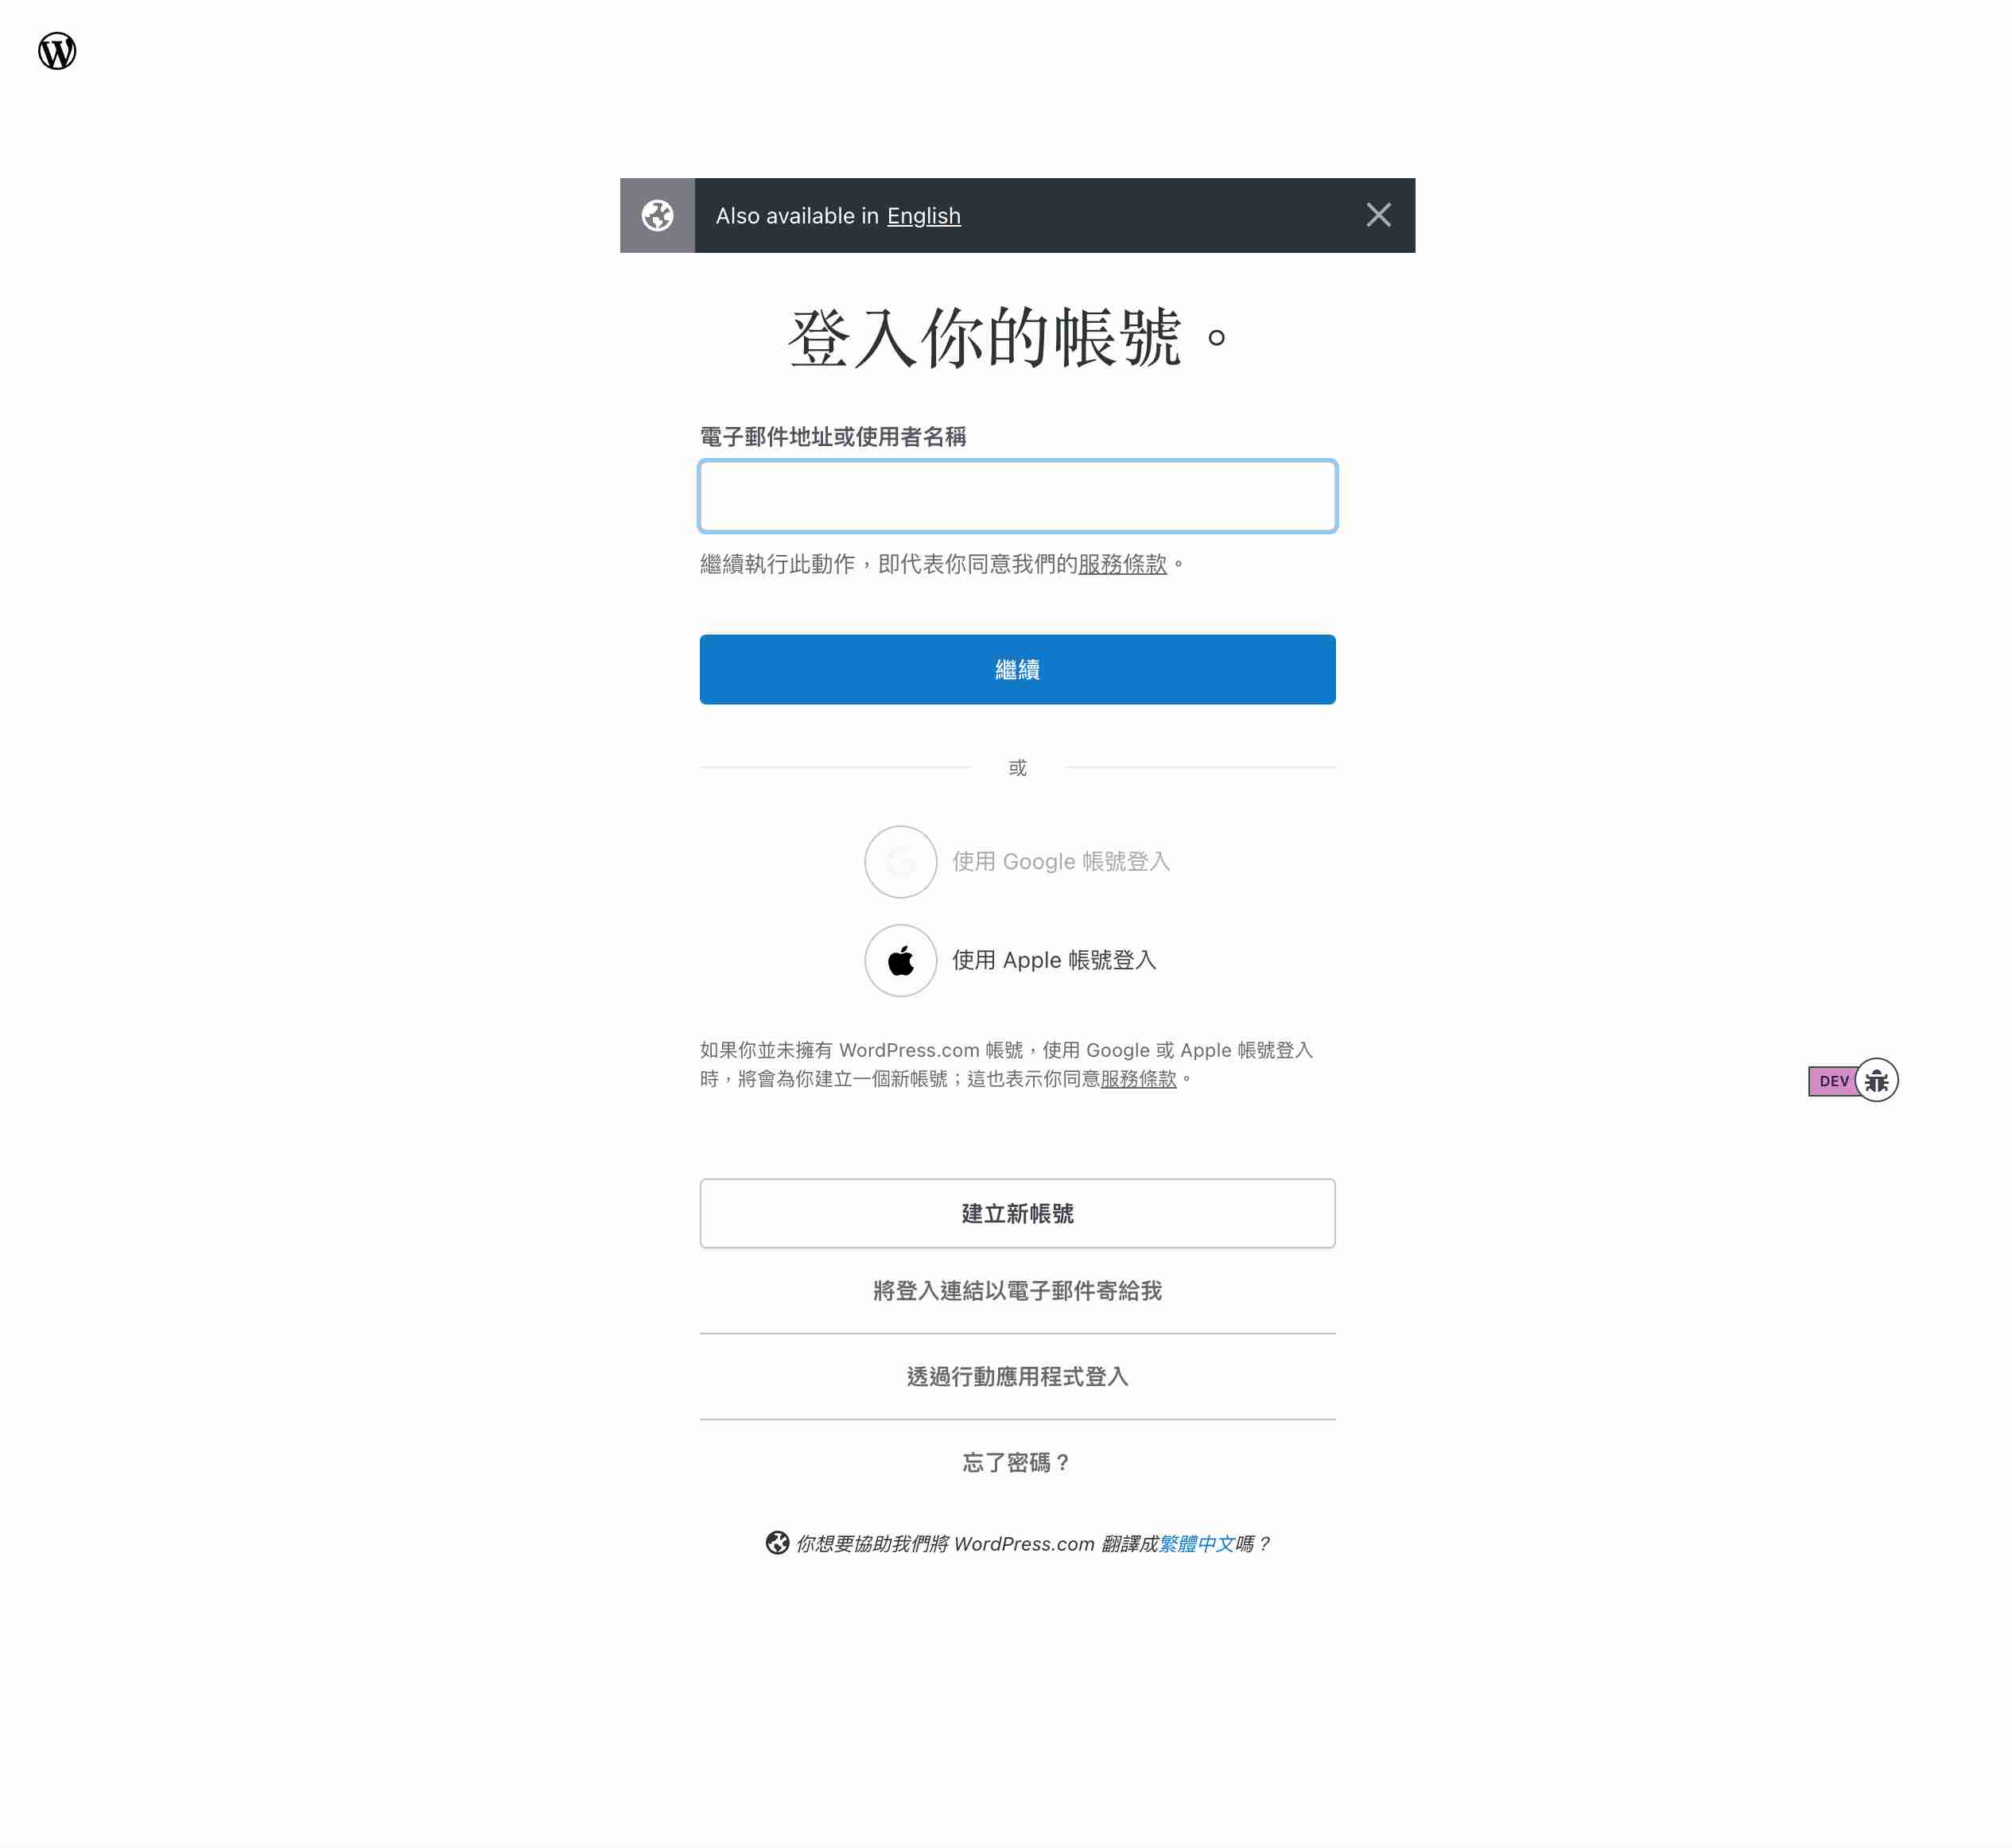 Also available in English
登入你的帳號。
電子郵件地址或使用者名稱
繼續執行此動作，即代表你同意我們的服務條款。
繼續
或
使用 Google 帳號登入
使用 Apple 帳號登入
如果你並未擁有 WordPress.com 帳號，使用 Google 或 Apple 帳號登入
時，將會為你建立一個新帳號；這也表示你同意服務條款。
DEV
建立新帳號
將登入連結以電子郵件寄給我
透過行動應用程式登入
忘了密碼？
你想要協助我們將 WordPress.com 翻譯成繁體中文嗎？